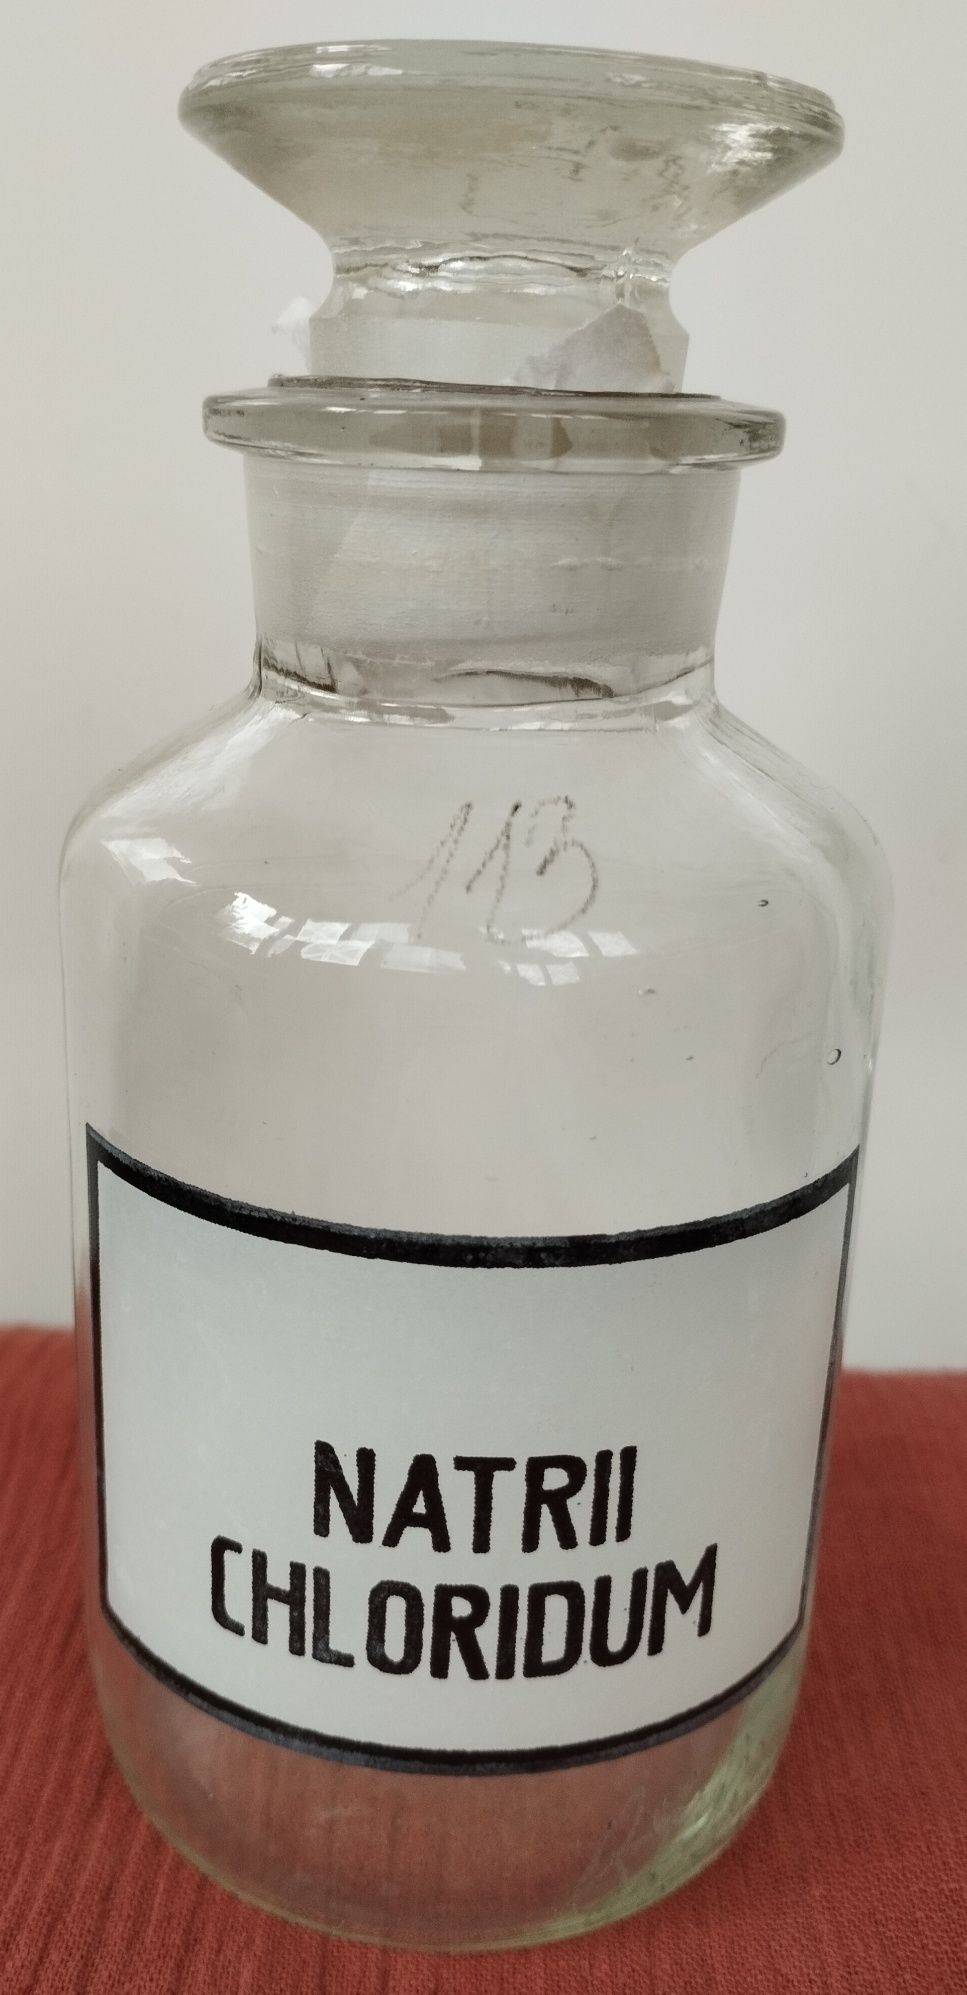 113
NATRII
CHLORIDUM